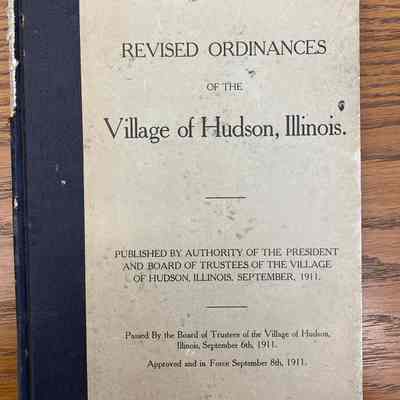 REVISED ORDINANCES
OF THE
Village of Hudson, Illinois.
PUBLISHED BY AUTHORITY OF THE PRESIDENT
AND BOARD OF TRUSTEES OF THE VILLAGE
OF HUDSON, ILLINOIS, SEPTEMBER, 1911.
Passed By the Board of Trustees of the Village of Hudson,
Illinois, September 6th, 1911.
Approved and in Force September 8th, 1911.